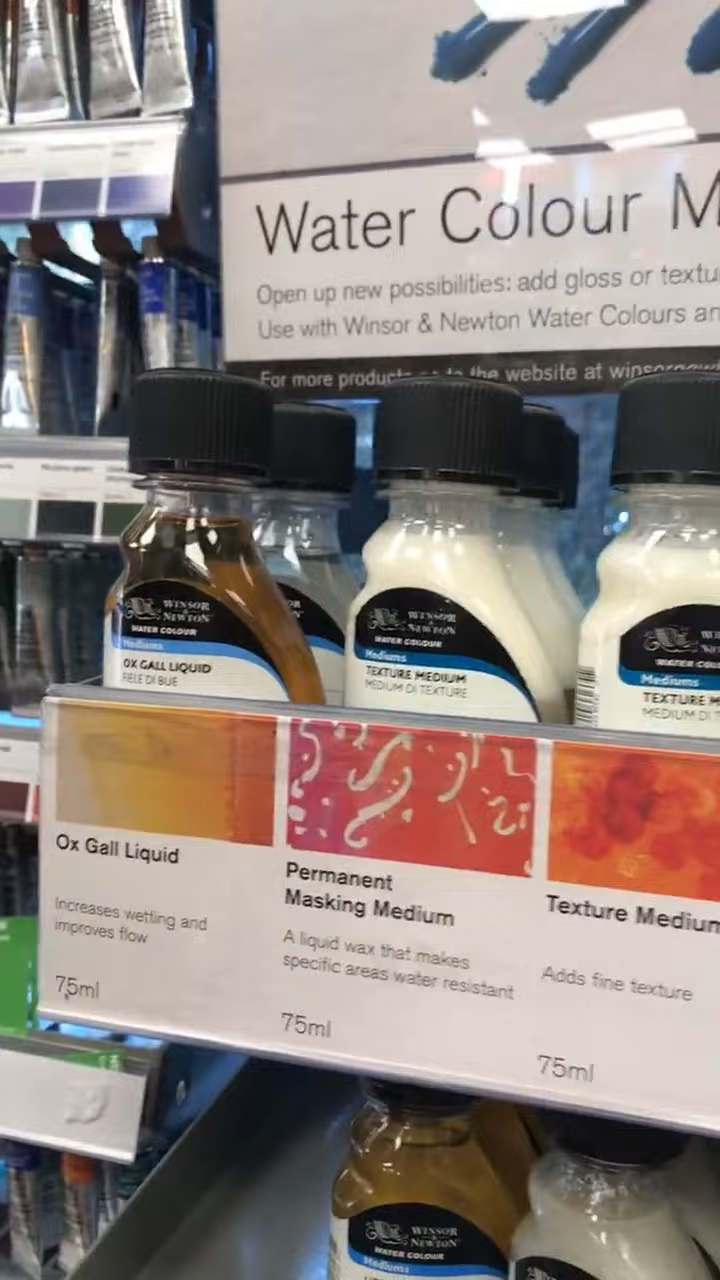 Water Colour M
Open up new possibilities: add gloss or textu
Use with Winsor & Newton Water Colours an
For more the website at
WINSOR
& NEWTON
WATER COLOUR
Mediums
OX GALL LIQUID
FIELE DI BUE
WINSOR
& NEWTON
WATER COLOUR
Mediums
TEXTURE MEDIUM
MEDIUM DI TEXTURE
WATER COLOUR
Mediums
TEXTURE M
MEDIUM DI T
Ox Gall Liquid
Increases wetting and
improves flow
75ml
Permanent
Masking Medium
A liquid wax that makes
specific areas water resistant
75ml
Texture Medium
Adds fine texture
75ml
WINSOR
& NEWTON
WATER COLOUR
Mediums